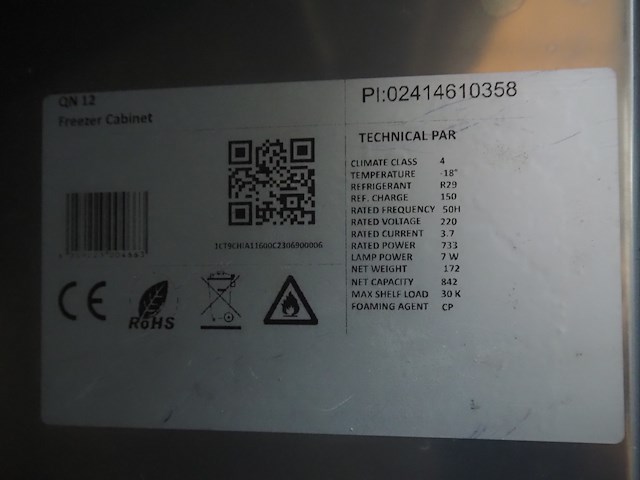 QN 12
Freezer Cabinet
PI:02414610358
TECHNICAL PAR
CLIMATE CLASS 4
TEMPERATURE -18°
REFRIGERANT R29
REF. CHARGE 150
RATED FREQUENCY 50H
RATED VOLTAGE 220
RATED CURRENT 3.7
RATED POWER 733
LAMP POWER 7 W
NET WEIGHT 172
NET CAPACITY 842
MAX SHELF LOAD 30 K
FOAMING AGENT CP
CE
RoHS